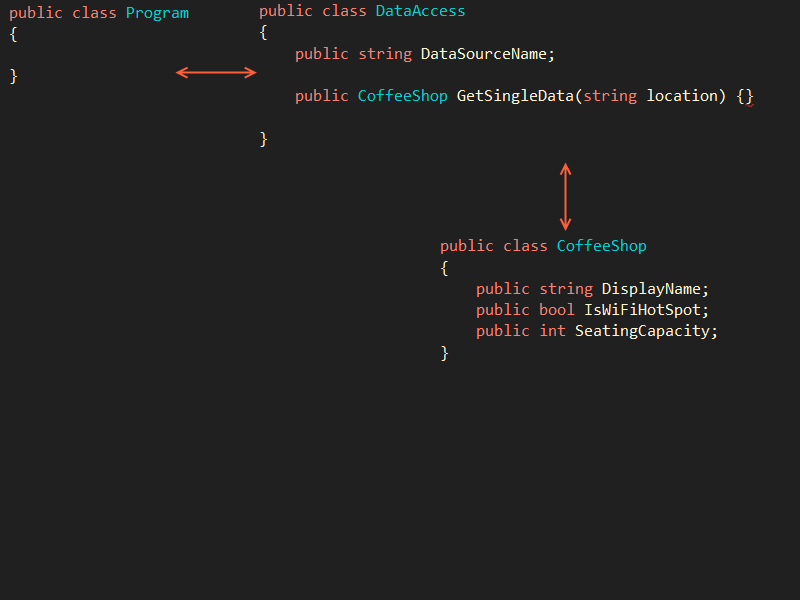 public class Program
{
}
public class DataAccess
{
public string DataSourceName;
public CoffeeShop GetSingleData(string location) {}
}
public class CoffeeShop
{
public string DisplayName;
public bool IsWiFiHotSpot;
public int SeatingCapacity;
}